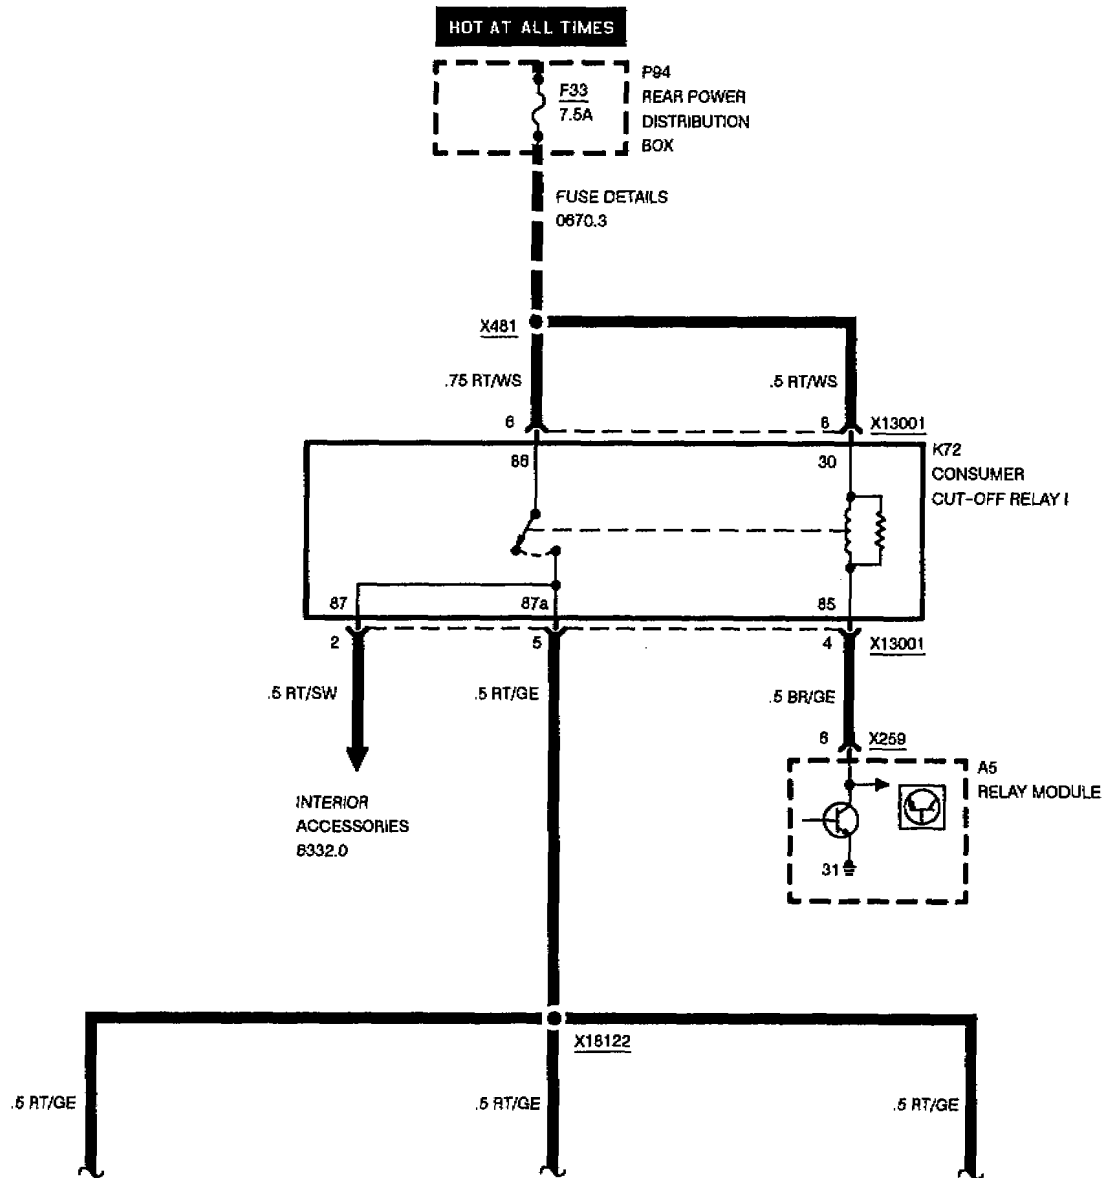 HOT AT ALL TIMES
P94
REAR POWER
DISTRIBUTION
BOX
F33
7.5A
FUSE DETAILS
0670.3
X481
.75 RT/WS
.5 RT/WS
6
6
X13001
86
30
K72
CONSUMER
CUT-OFF RELAY I
87
87a
85
2
5
4
X13001
.5 RT/SW
.5 RT/GE
.5 BR/GE
6
X259
A5
RELAY MODULE
31
INTERIOR
ACCESSORIES
8332.0
X18122
.5 RT/GE
.5 RT/GE
.5 RT/GE